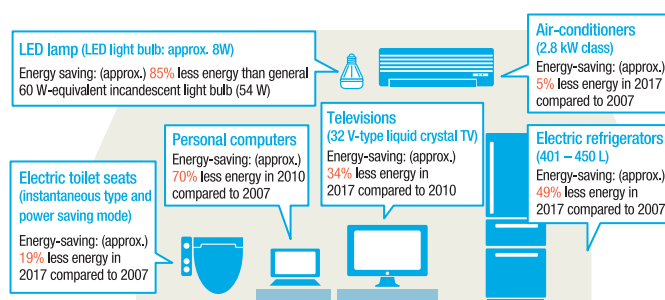 LED lamp (LED light bulb: approx. 8W)
Energy saving: (approx.) 85% less energy than general
60 W-equivalent incandescent light bulb (54 W)
Air-conditioners
(2.8 kW class)
Energy-saving: (approx.)
5% less energy in 2017
compared to 2007
Televisions
(32 V-type liquid crystal TV)
Energy-saving: (approx.)
34% less energy in
2017 compared to 2010
Personal computers
Energy-saving: (approx.)
70% less energy in 2010
compared to 2007
Electric refrigerators
(401 – 450 L)
Energy-saving: (approx.)
49% less energy in
2017 compared to 2007
Electric toilet seats
(instantaneous type and
power saving mode)
Energy-saving: (approx.)
19% less energy in
2017 compared to 2007